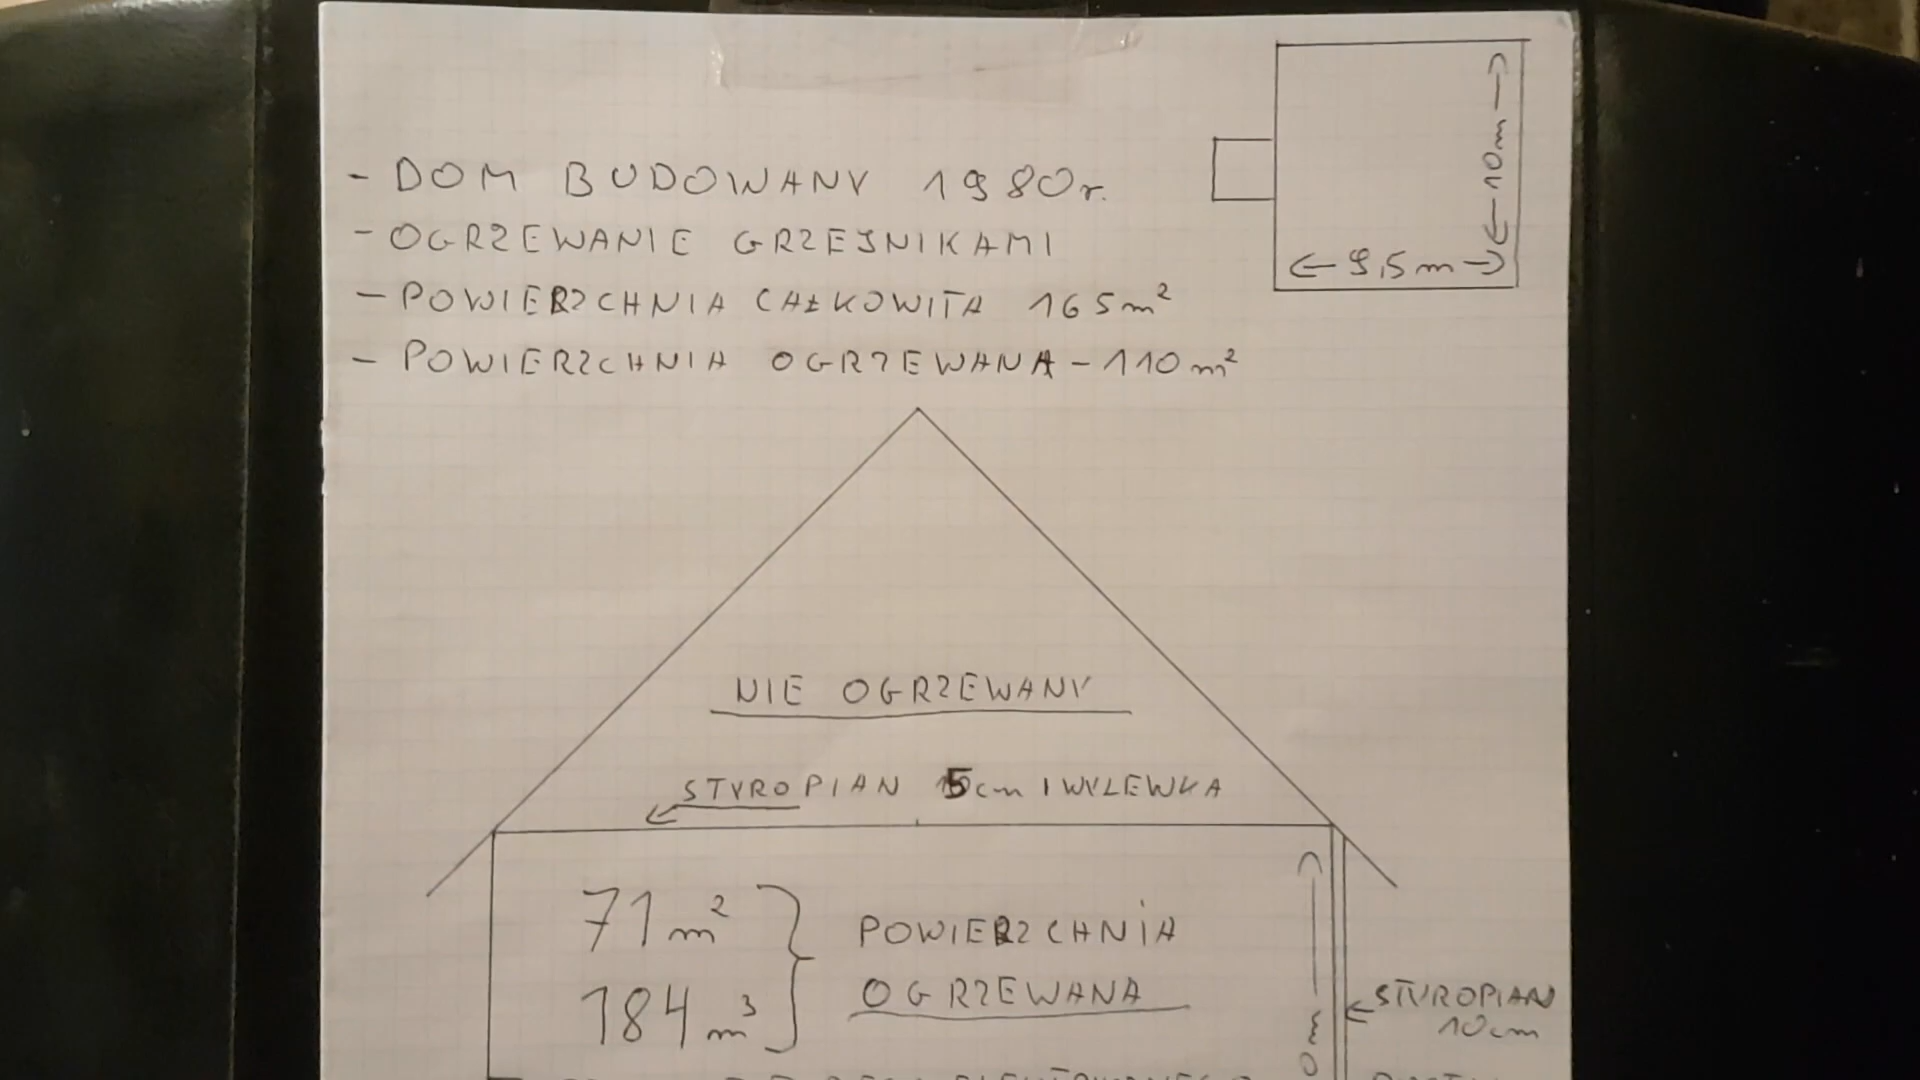 - DOM BUDOWANY 1980r.
- OGRZEWANIE GRZEJNIKAMI
- POWIERZCHNIA CAŁKOWITA 165m²
- POWIERZCHNIA OGRZEWANA - 110m²
10m
9,5m
NIE OGRZEWANY
STYROPIAN 5cm I WYLEWKA
71m²
184m³
POWIERZCHNIA
OGRZEWANA
STYROPIAN
10cm